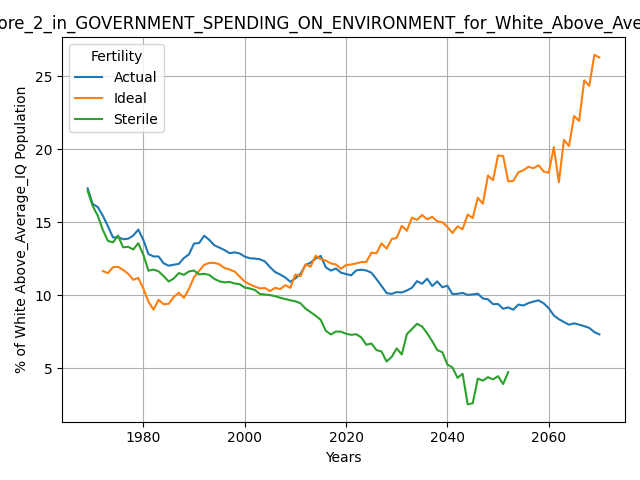 ore_2_in_GOVERNMENT_SPENDING_ON_ENVIRONMENT_for_White_Above_Ave
Fertility
Actual
Ideal
Sterile
% of White Above_Average_IQ Population
25
20
15
10
5
1980 2000 2020 2040 2060
Years